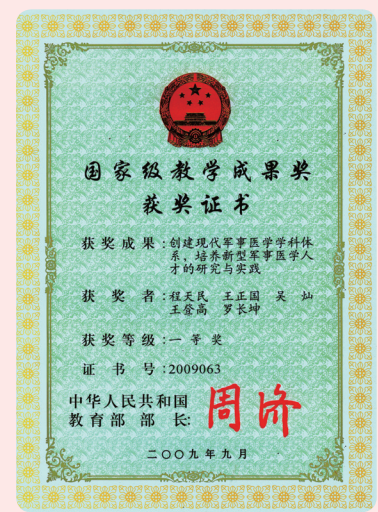 国家级教学成果奖
获奖证书
获奖成果:创建现代军事医学学科体
系,培养新型军事医学人
才的研究与实践
获奖者:程天民 王正国 吴灿
王登高 罗长坤
获奖等级:一等奖
证书号:2009063
中华人民共和国
教育部部长:
周济
二〇〇九年九月